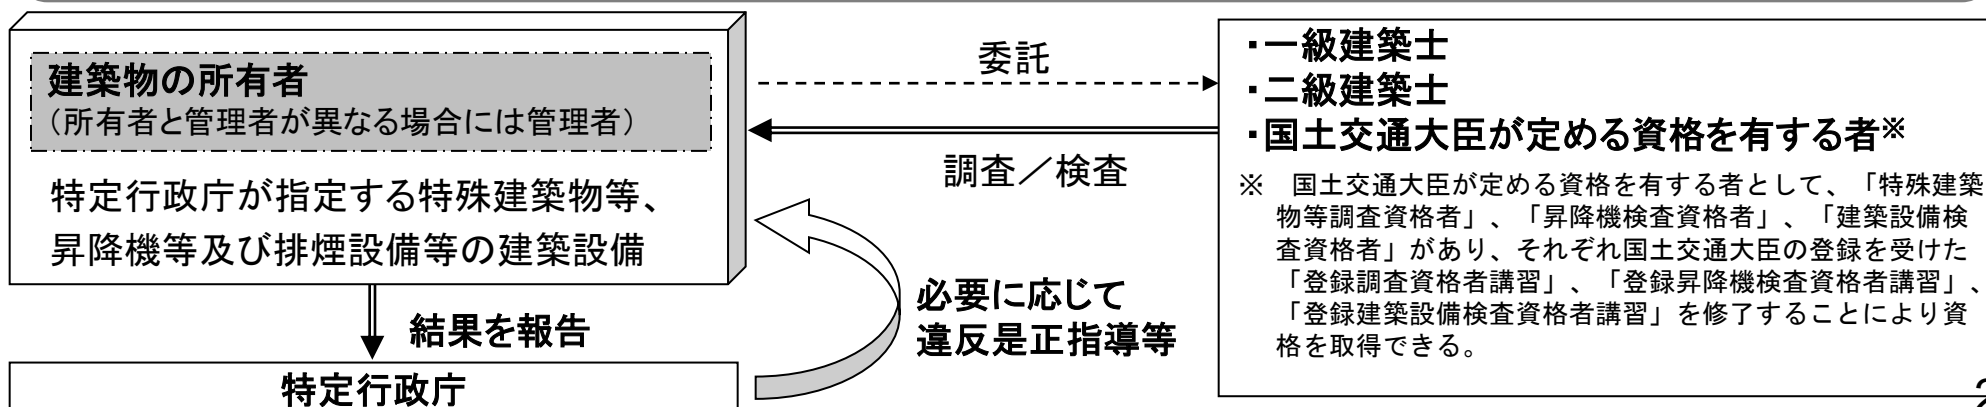 建築物の所有者
（所有者と管理者が異なる場合には管理者）
特定行政庁が指定する特殊建築物等、
昇降機等及び排煙設備等の建築設備
委託
調査／検査
・一級建築士
・二級建築士
・国土交通大臣が定める資格を有する者※
※　国土交通大臣が定める資格を有する者として、「特殊建築
物等調査資格者」、「昇降機検査資格者」、「建築設備検
査資格者」があり、それぞれ国土交通大臣の登録を受けた
「登録調査資格者講習」、「登録昇降機検査資格者講習」、
「登録建築設備検査資格者講習」を修了することにより資
格を取得できる。
結果を報告
必要に応じて
違反是正指導等
特定行政庁